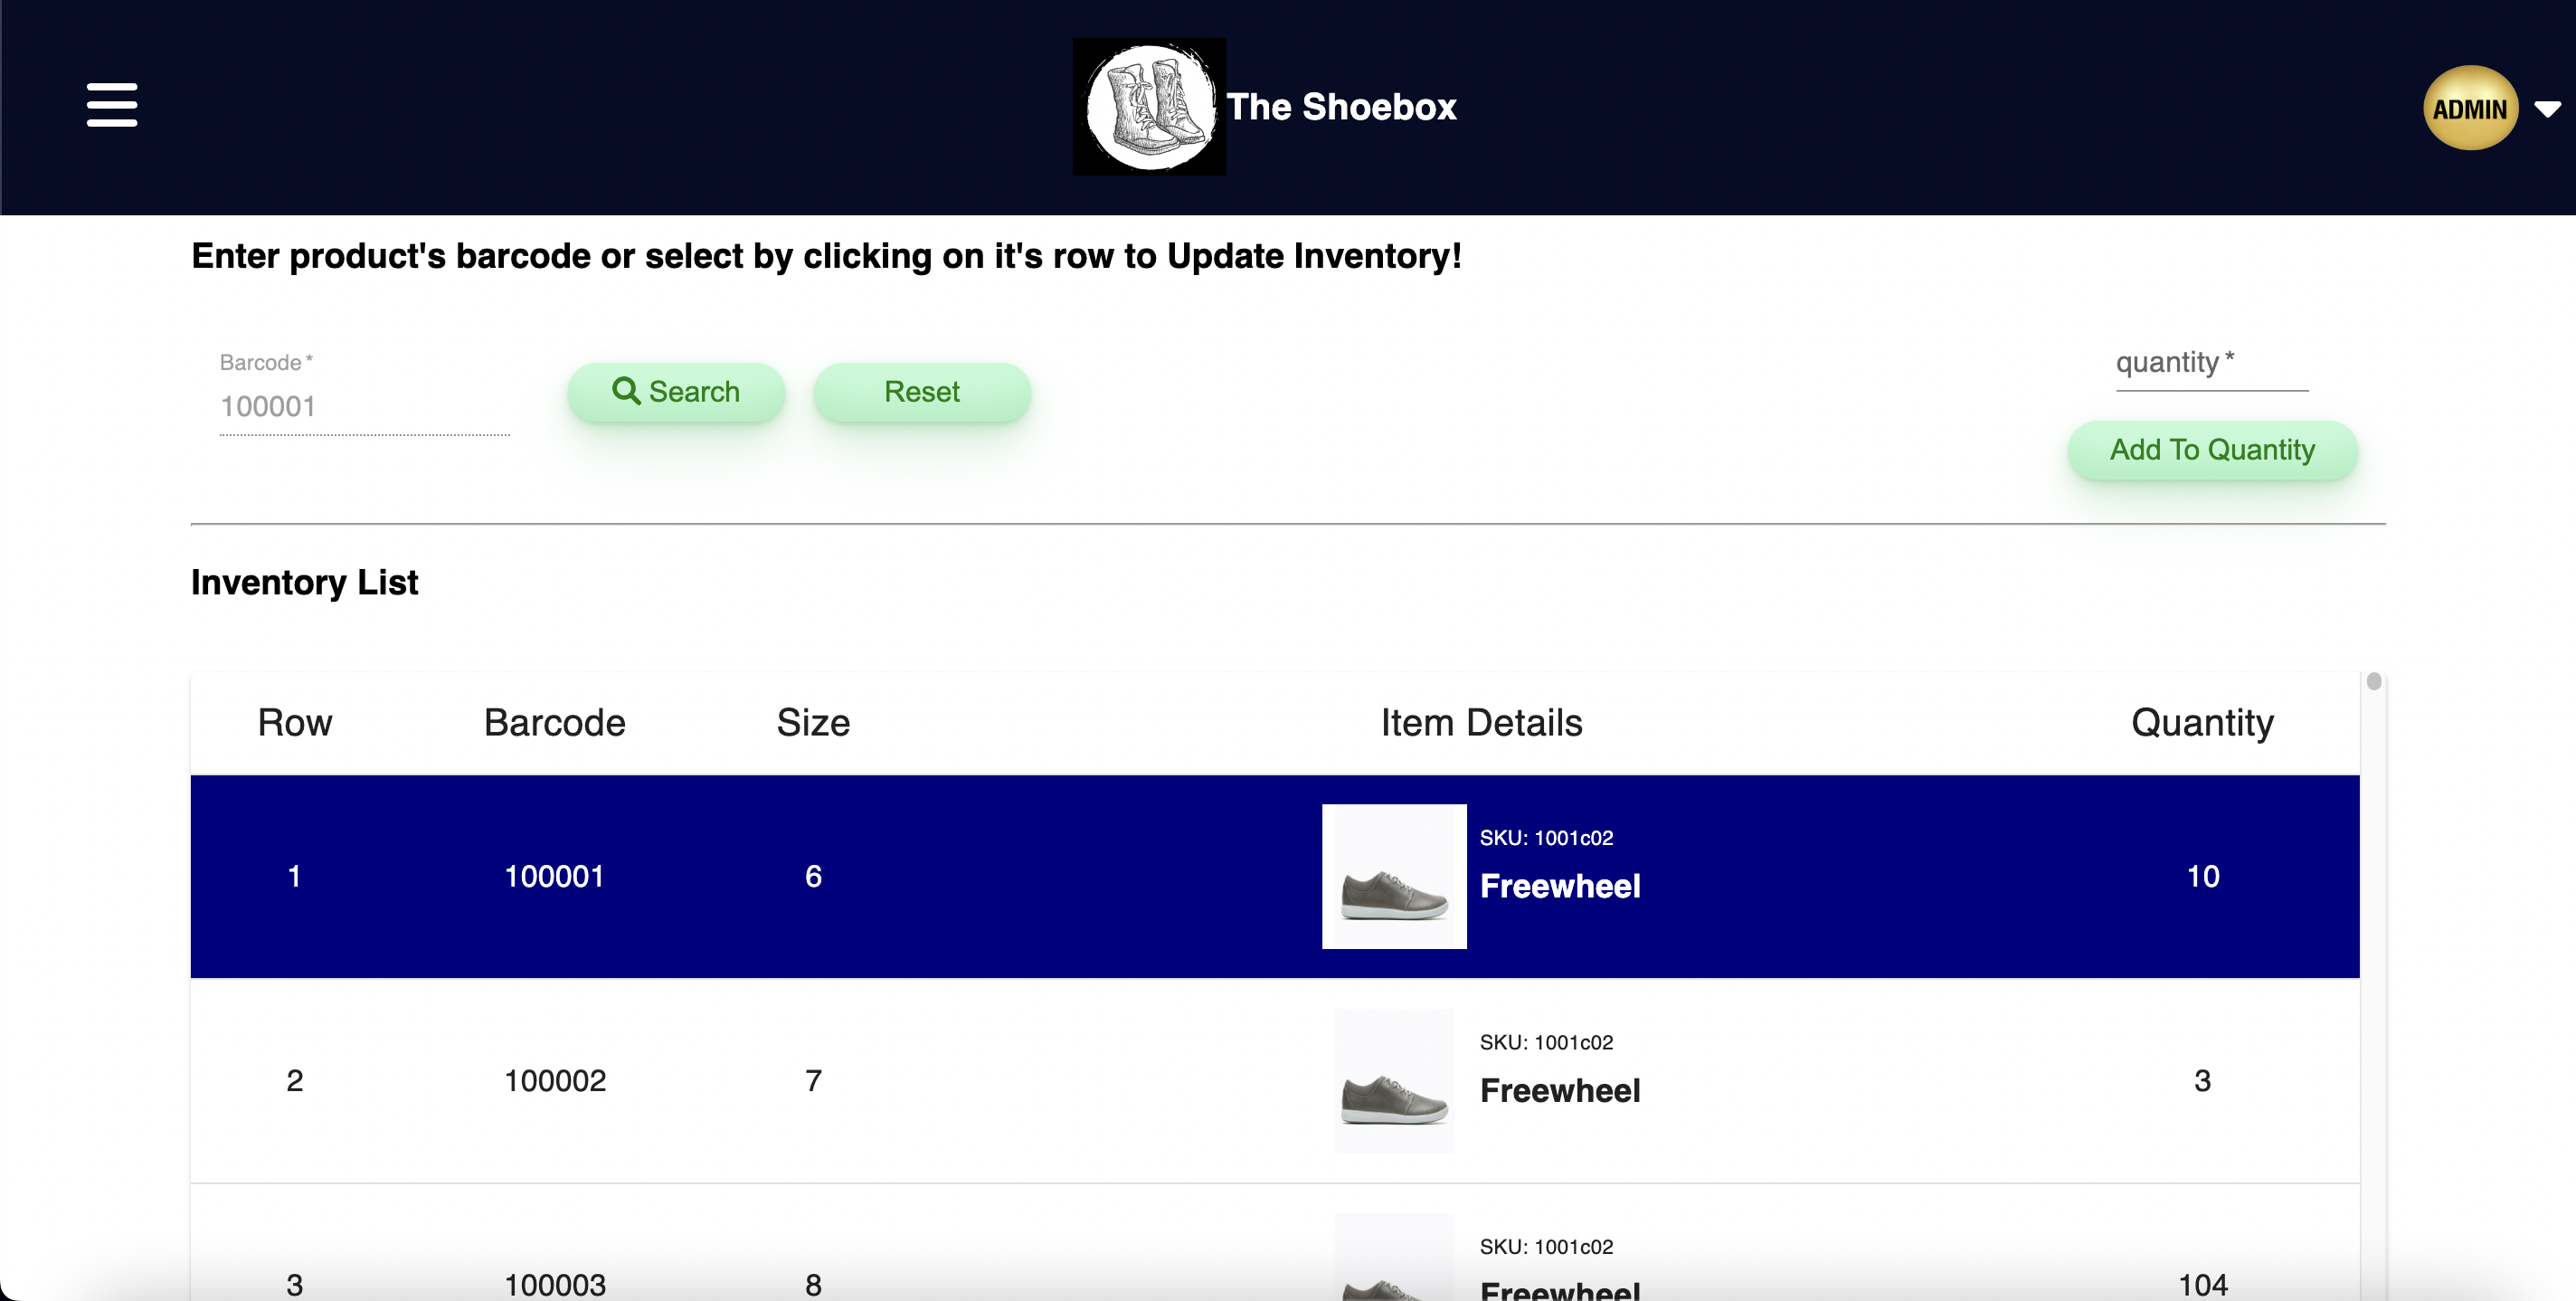 The Shoebox
ADMIN
Enter product's barcode or select by clicking on it's row to Update Inventory!
Barcode *
100001
Search
Reset
quantity *
Add To Quantity
Inventory List
Row Barcode Size Item Details Quantity
1 100001 6 SKU: 1001c02 Freewheel 10
2 100002 7 SKU: 1001c02 Freewheel 3
3 100003 8 SKU: 1001c02 Freewheel 104